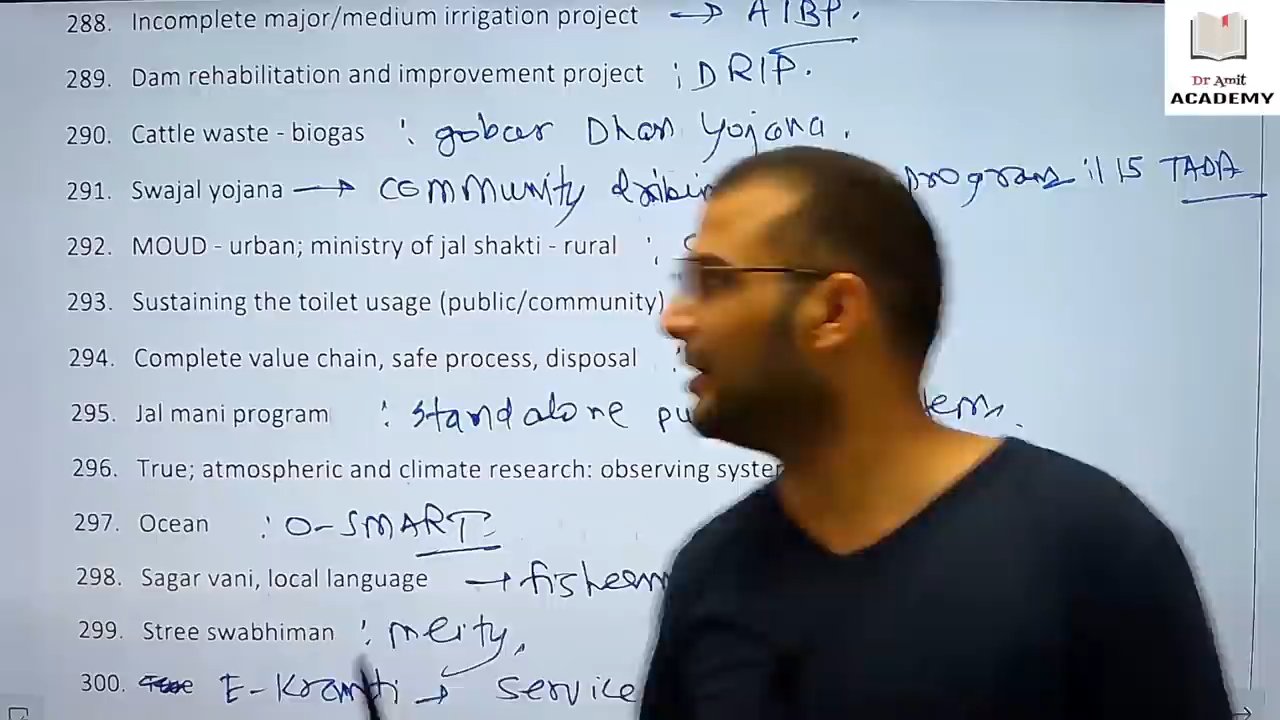 288. Incomplete major/medium irrigation project → AIBP.
289. Dam rehabilitation and improvement project : DRIP.
290. Cattle waste - biogas : gobar Dhan Yojana.
291. Swajal yojana → community program : 115 TADA
292. MOUD - urban; ministry of jal shakti - rural :
293. Sustaining the toilet usage (public/community)
294. Complete value chain, safe process, disposal :
295. Jal mani program : standalone
296. True; atmospheric and climate research: observing
297. Ocean : O-SMART
298. Sagar vani, local language →
299. Stree swabhiman : meity,
300. E-Kranti → service
Dr Amit
ACADEMY